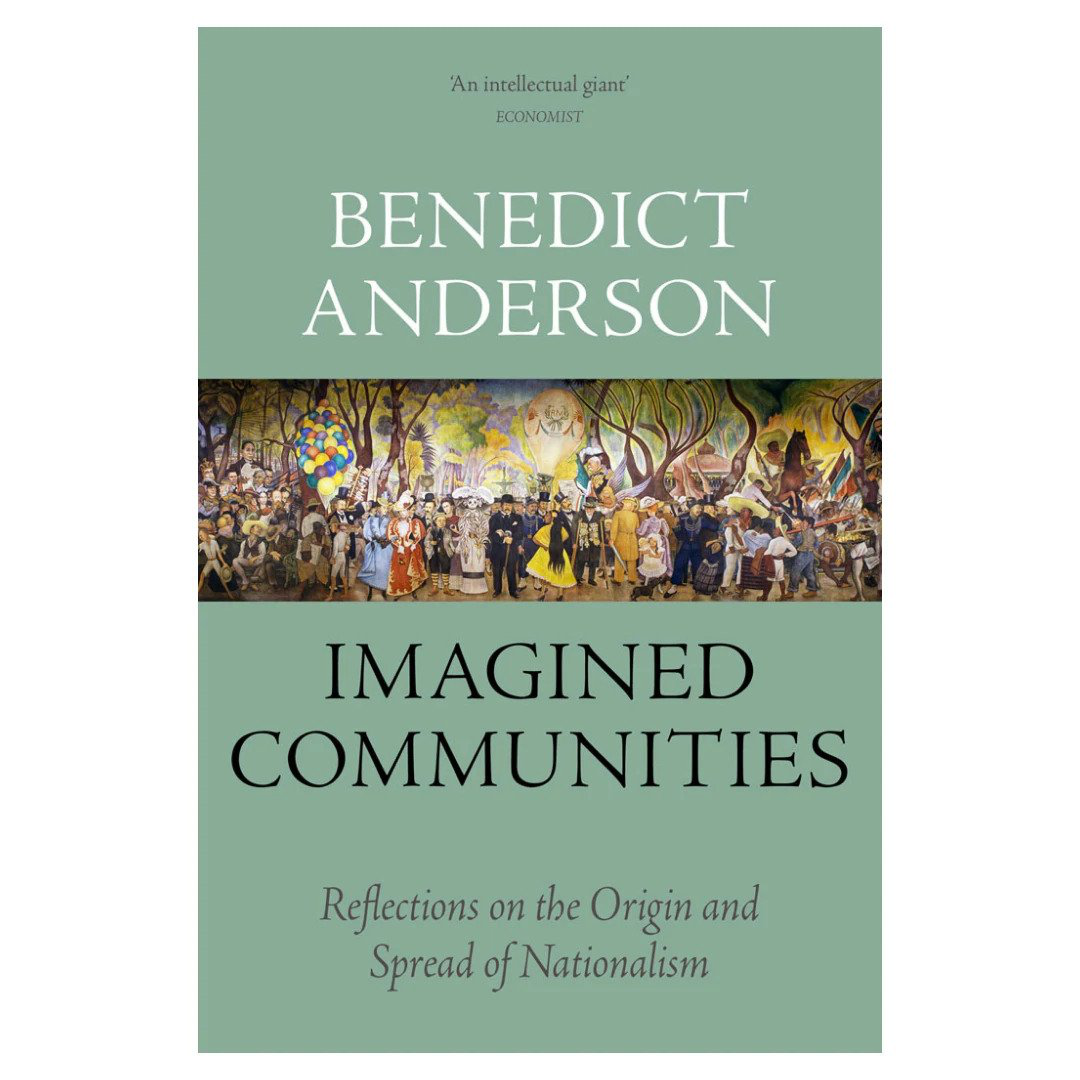 ‘An intellectual giant’
ECONOMIST
BENEDICT
ANDERSON
IMAGINED
COMMUNITIES
Reflections on the Origin and
Spread of Nationalism